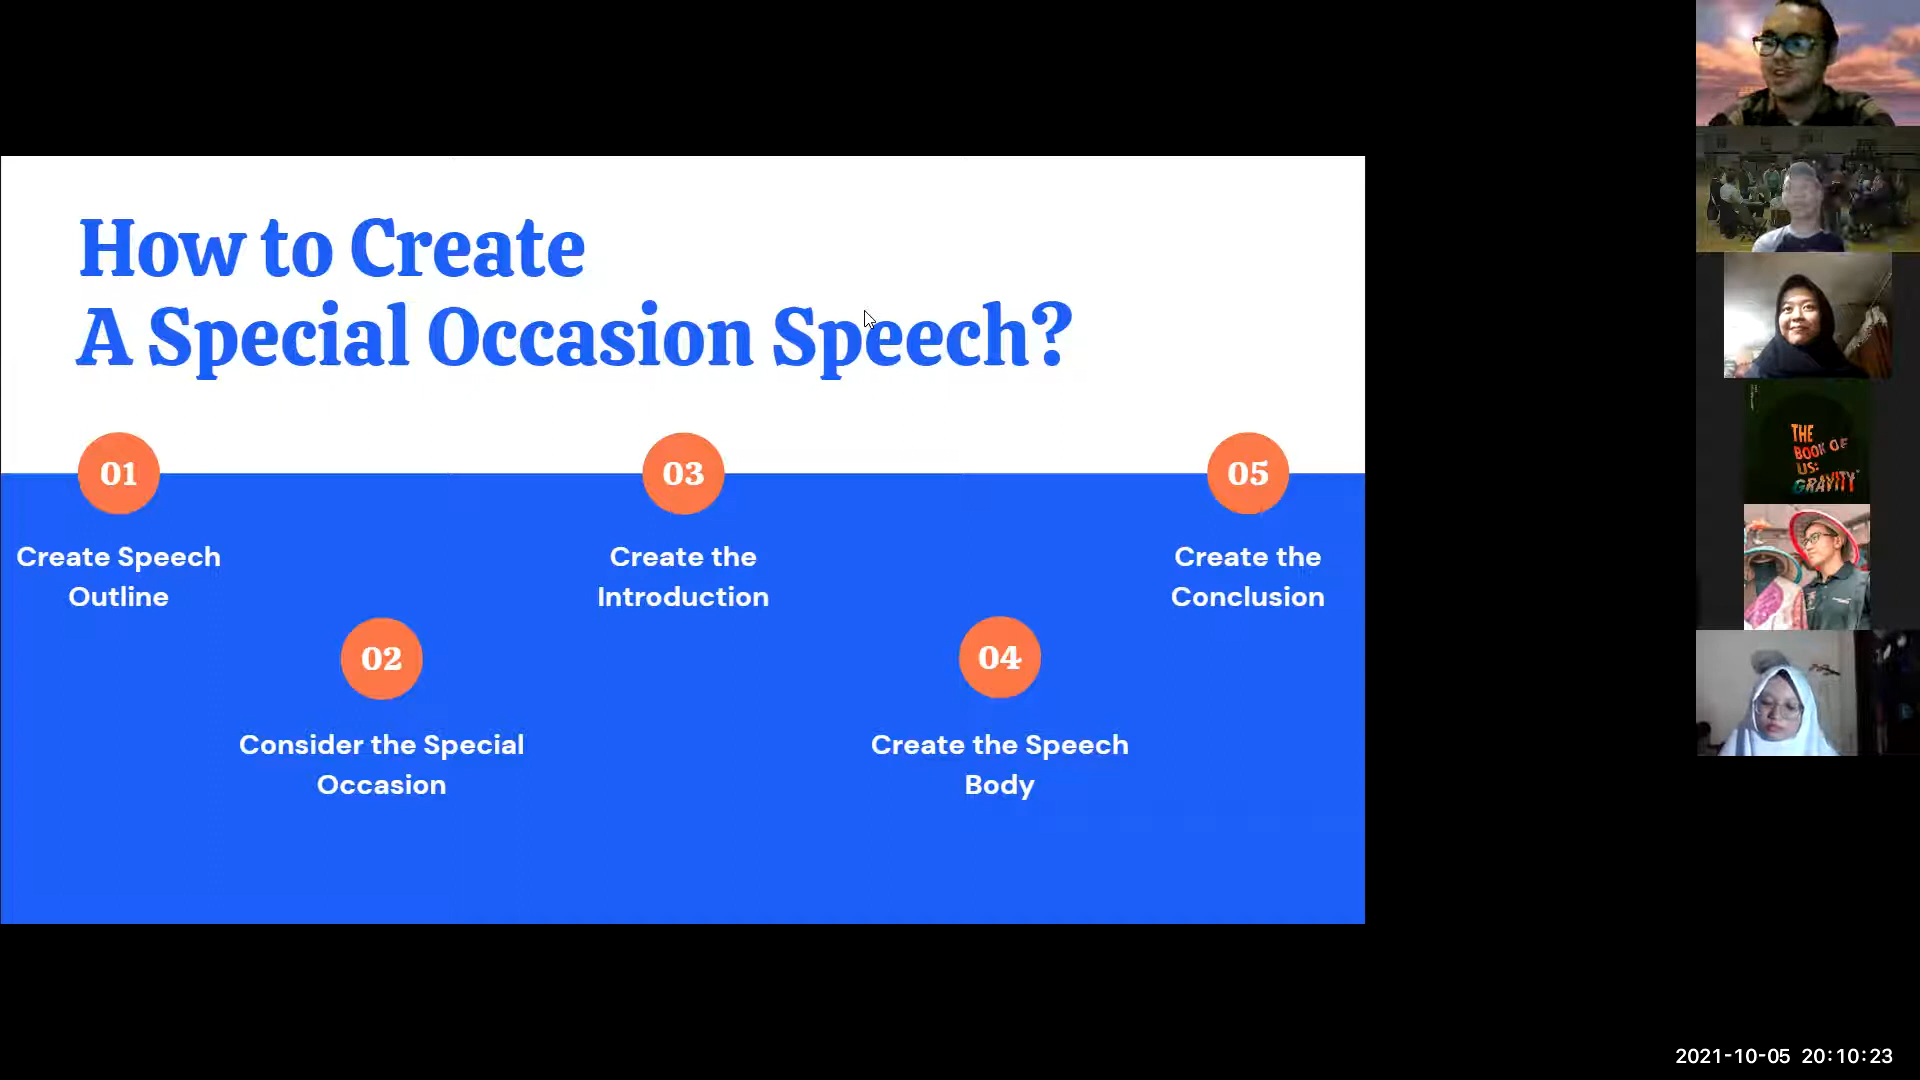 How to Create
A Special Occasion Speech?
01
Create Speech
Outline
02
Consider the Special
Occasion
03
Create the
Introduction
04
Create the Speech
Body
05
Create the
Conclusion
THE
BOOK OF
US:
GRAVITY
2021-10-05 20:10:23